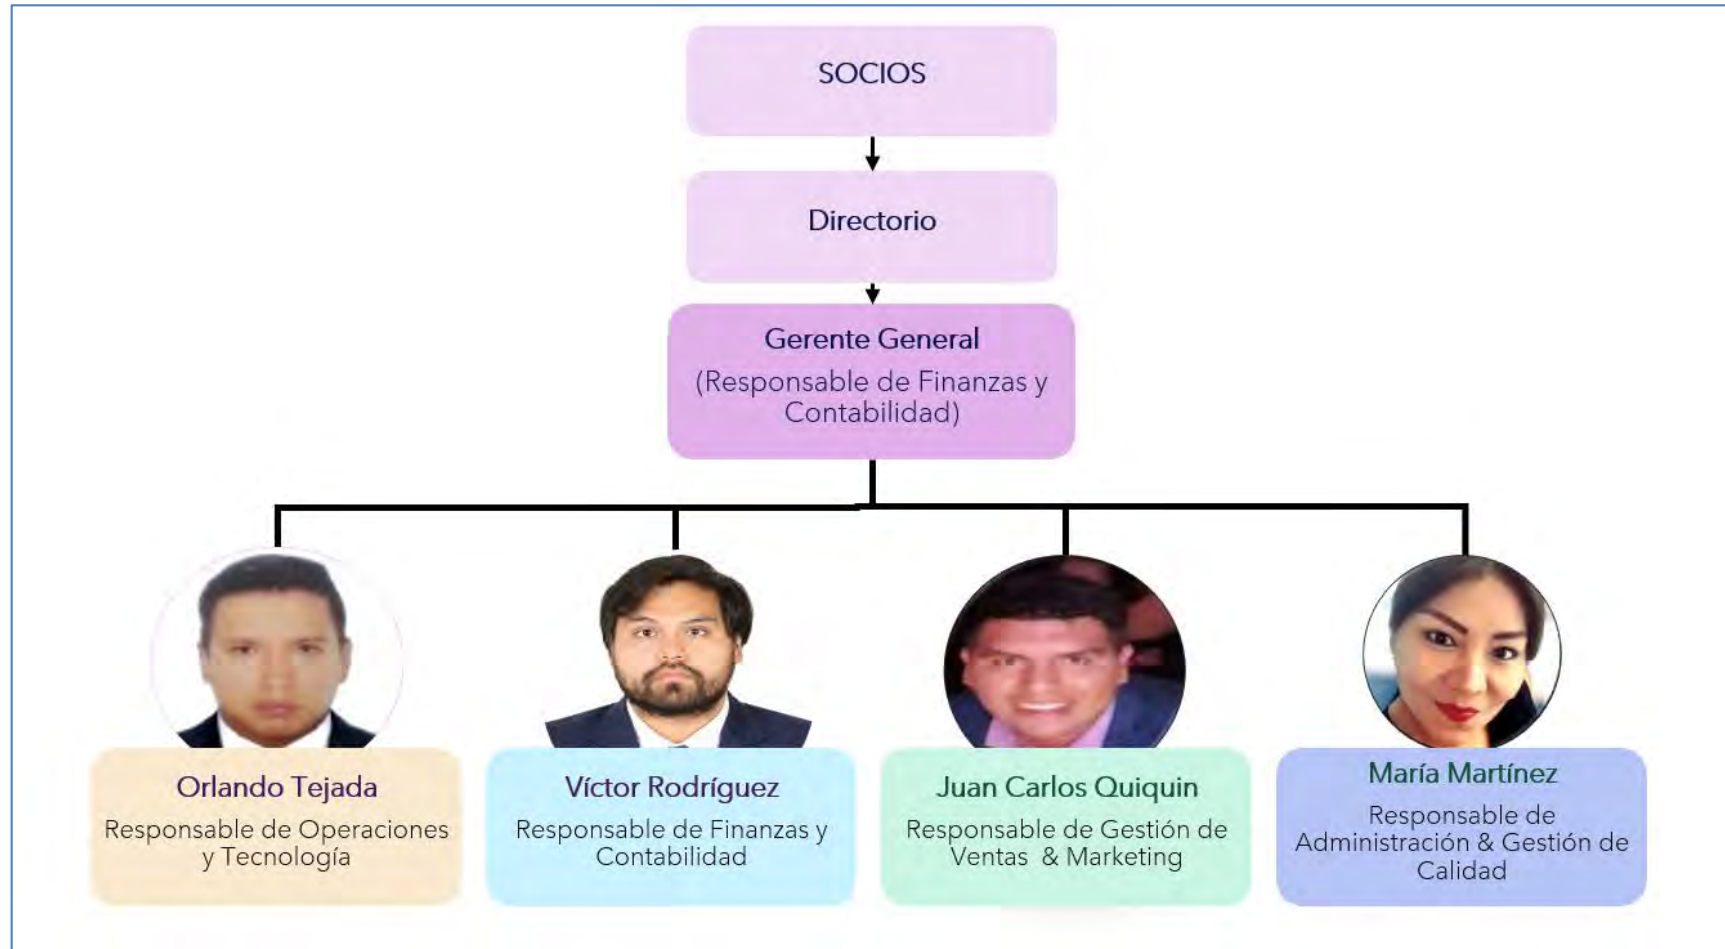 SOCIOS
Directorio
Gerente General
(Responsable de Finanzas y
Contabilidad)
Orlando Tejada
Responsable de Operaciones
y Tecnología
Víctor Rodríguez
Responsable de Finanzas y
Contabilidad
Juan Carlos Quiquin
Responsable de Gestión de
Ventas & Marketing
María Martínez
Responsable de
Administración & Gestión de
Calidad